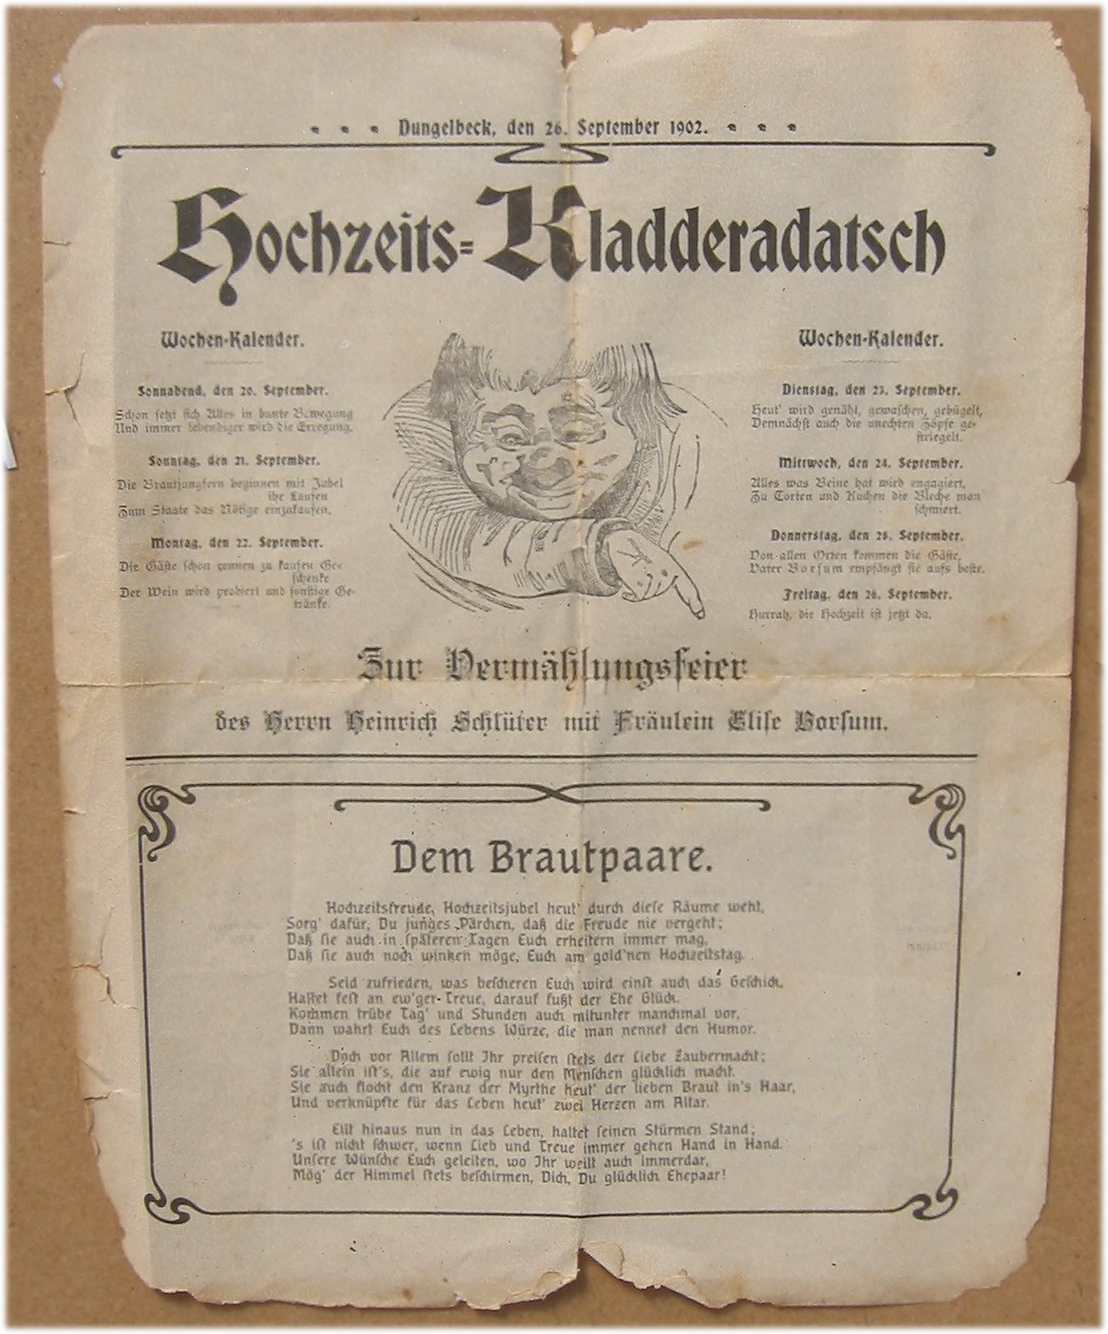 Dungelbeck, den 26. September 1902.
Hochzeits-Kladderadatsch
Wochen-Kalender.
Sonnabend, den 20. September.
Schon setzt sich Alles in bunte Bewegung
Und immer lebendiger wird die Erregung.
Sonntag, den 21. September.
Die Brautjungfern beginnen mit Jubel
ihr Laufen
Zum Staate das Nötige einzukaufen.
Montag, den 22. September.
Die Gäste schon rennen zu kaufen Ge-
schenke
Der Wein wird probiert und sonstige Ge-
tränke.
Wochen-Kalender.
Dienstag, den 23. September.
Heut' wird genäht, gewaschen, gebügelt,
Demnächst auch die unechten Zöpfe ge-
striegelt.
Mittwoch, den 24. September.
Alles was Beine hat wird engagiert,
Zu Torten und Kuchen die Bleche man
schmiert.
Donnerstag, den 25. September.
Von allen Orten kommen die Gäste,
Vater Borsum empfängt sie aufs beste.
Freitag, den 26. September.
Hurrah, die Hochzeit ist jetzt da.
Zur Vermählungsfeier
des Herrn Heinrich Schlüter mit Fräulein Elise Borsum.
Dem Brautpaare.
Hochzeitsfreude, Hochzeitsjubel heut' durch diese Räume weht,
Sorg' dafür, Du junges Pärchen, daß die Freude nie vergeht;
Daß sie auch in späteren Tagen Euch erheitern immer mag,
Daß sie auch noch winken möge, Euch am gold'nen Hochzeitstag.
Seid zufrieden, was bescheren Euch wird einst auch das Geschick,
Haltet fest an ew'ger Treue, darauf fußt der Ehe Glück.
Kommen trübe Tag' und Stunden auch mitunter manchmal vor,
Dann wahrt Euch des Lebens Würze, die man nennet den Humor.
Doch vor Allem sollt Ihr preisen stets der Liebe Zaubermacht;
Sie allein ist's, die auf ewig nur den Menschen glücklich macht.
Sie auch flocht den Kranz der Myrthe heut' der lieben Braut in's Haar,
Und verknüpfte für das Leben heut' zwei Herzen am Altar.
Eilt hinaus nun in das Leben, haltet seinen Stürmen Stand;
's ist nicht schwer, wenn Lieb und Treue immer gehen Hand in Hand.
Unsere Wünsche Euch geleiten, wo Ihr weilt auch immerdar,
Mög' der Himmel stets beschirmen, Dich, Du glücklich Ehepaar!